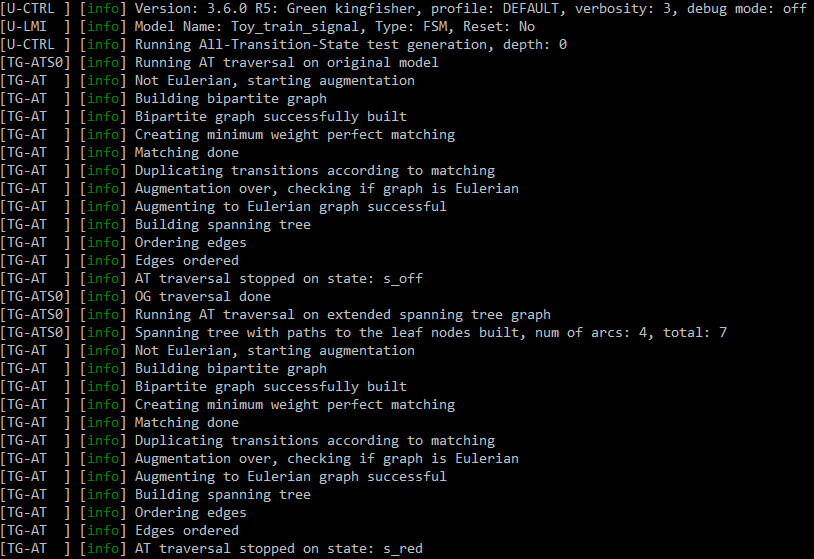 [U-CTRL ] [info] Version: 3.6.0 R5: Green kingfisher, profile: DEFAULT, verbosity: 3, debug mode: off
[U-LMI  ] [info] Model Name: Toy_train_signal, Type: FSM, Reset: No
[U-CTRL ] [info] Running All-Transition-State test generation, depth: 0
[TG-ATS0] [info] Running AT traversal on original model
[TG-AT  ] [info] Not Eulerian, starting augmentation
[TG-AT  ] [info] Building bipartite graph
[TG-AT  ] [info] Bipartite graph successfully built
[TG-AT  ] [info] Creating minimum weight perfect matching
[TG-AT  ] [info] Matching done
[TG-AT  ] [info] Duplicating transitions according to matching
[TG-AT  ] [info] Augmentation over, checking if graph is Eulerian
[TG-AT  ] [info] Augmenting to Eulerian graph successful
[TG-AT  ] [info] Building spanning tree
[TG-AT  ] [info] Ordering edges
[TG-AT  ] [info] Edges ordered
[TG-AT  ] [info] AT traversal stopped on state: s_off
[TG-ATS0] [info] OG traversal done
[TG-ATS0] [info] Running AT traversal on extended spanning tree graph
[TG-ATS0] [info] Spanning tree with paths to the leaf nodes built, num of arcs: 4, total: 7
[TG-AT  ] [info] Not Eulerian, starting augmentation
[TG-AT  ] [info] Building bipartite graph
[TG-AT  ] [info] Bipartite graph successfully built
[TG-AT  ] [info] Creating minimum weight perfect matching
[TG-AT  ] [info] Matching done
[TG-AT  ] [info] Duplicating transitions according to matching
[TG-AT  ] [info] Augmentation over, checking if graph is Eulerian
[TG-AT  ] [info] Augmenting to Eulerian graph successful
[TG-AT  ] [info] Building spanning tree
[TG-AT  ] [info] Ordering edges
[TG-AT  ] [info] Edges ordered
[TG-AT  ] [info] AT traversal stopped on state: s_red